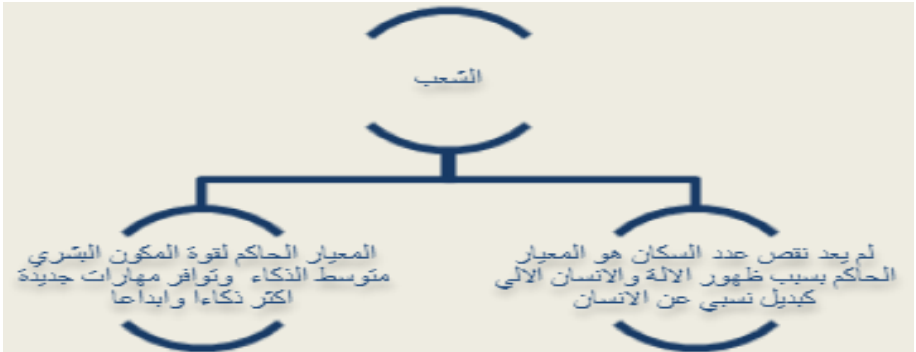 الشعب
لم يعد نقص عدد السكان هو المعيار
الحاكم بسبب ظهور الالة والانسان الالي
كبديل نسبي عن الانسان
المعيار الحاكم لقوة المكون البشري
متوسط الذكاء وتوافر مهارات جديدة
اكثر ذكاءا وابداعا